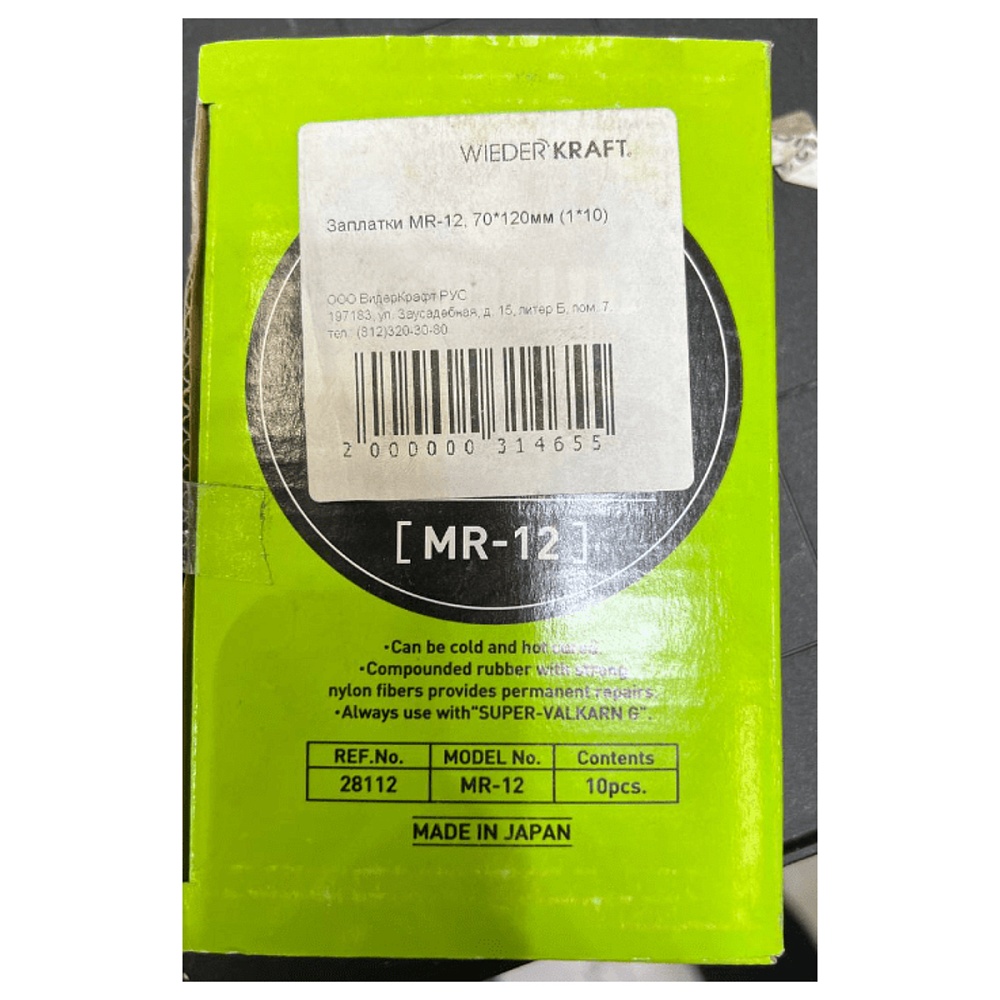 WIEDERKRAFT®
Заплатки MR-12, 70*120мм (1*10)
ООО ВидерКрафт РУС
197183, ул. Заусадебная, д. 15, литер Б, пом. 7.
тел.: (812)320-30-80
2 000000 314655
[MR-12]
•Can be cold and hot cured.
•Compounded rubber with strong
nylon fibers provides permanent repairs.
•Always use with"SUPER-VALKARN G".
REF.No. MODEL No. Contents
28112 MR-12 10pcs.
MADE IN JAPAN